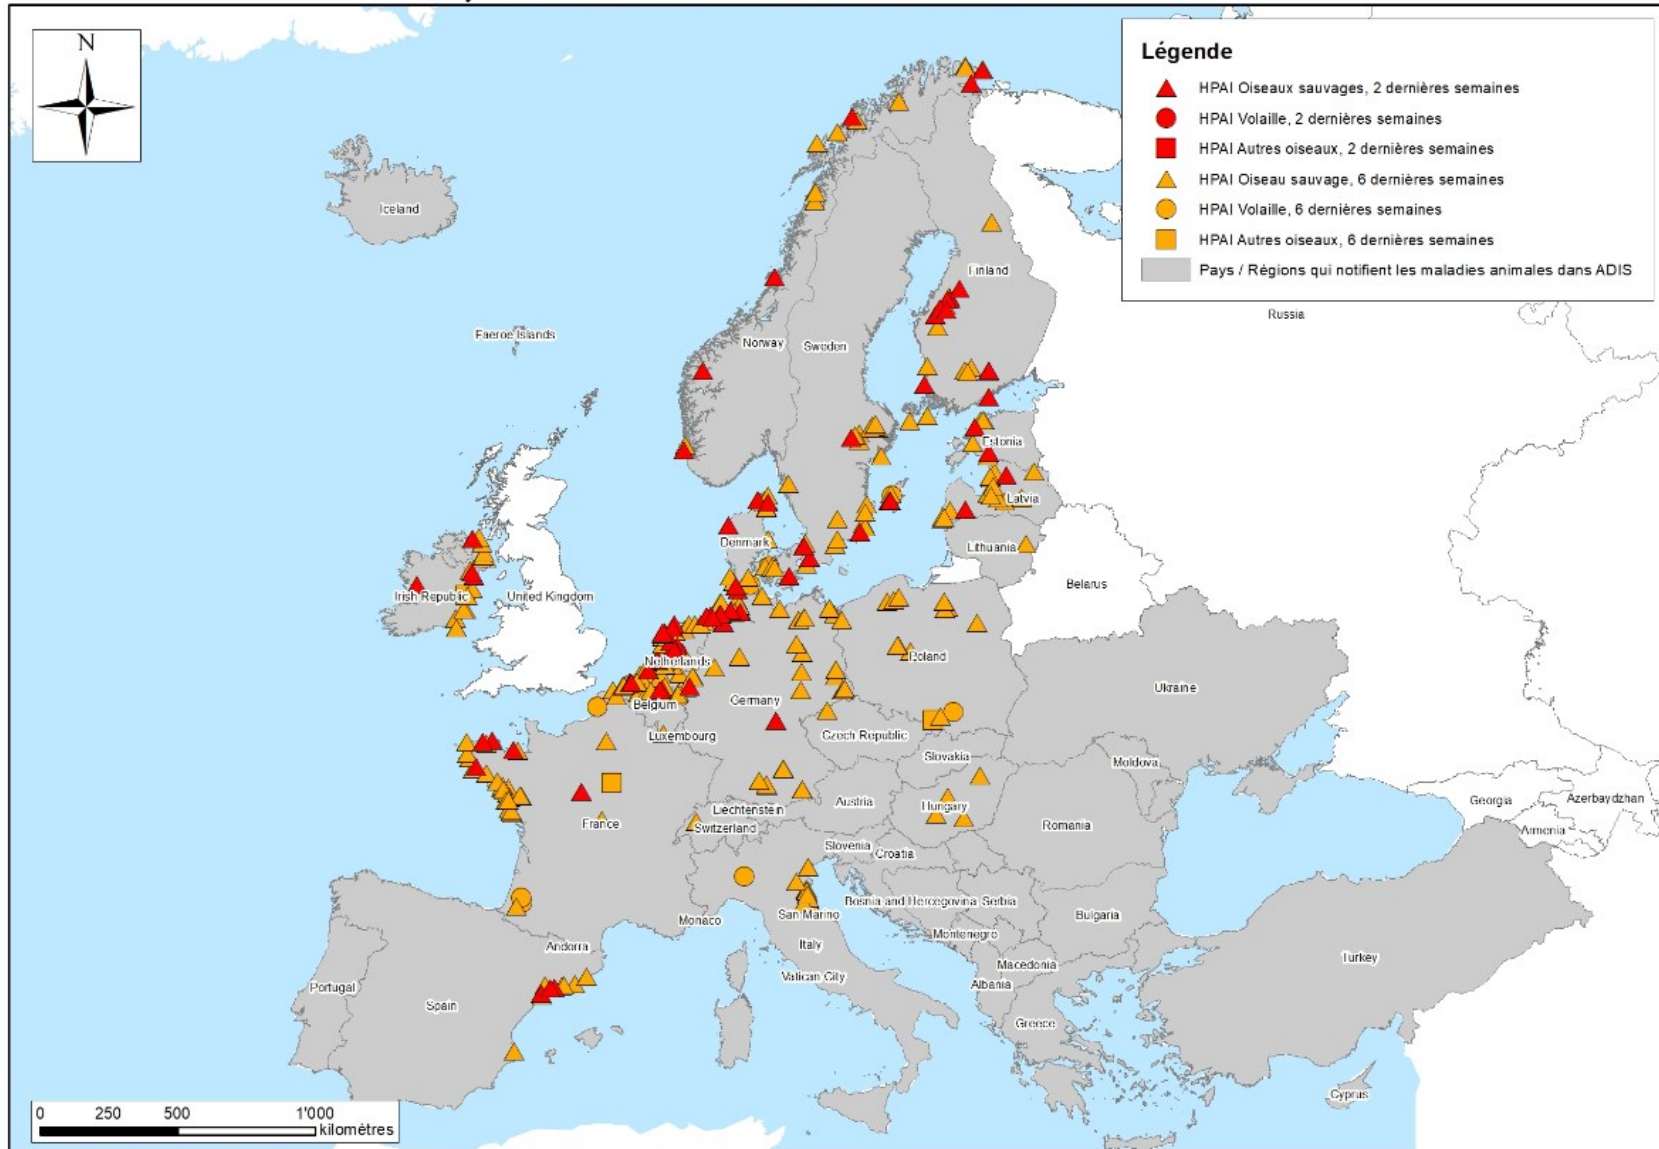 N
Légende
HPAI Oiseaux sauvages, 2 dernières semaines
HPAI Volaille, 2 dernières semaines
HPAI Autres oiseaux, 2 dernières semaines
HPAI Oiseau sauvage, 6 dernières semaines
HPAI Volaille, 6 dernières semaines
HPAI Autres oiseaux, 6 dernières semaines
Pays / Régions qui notifient les maladies animales dans ADIS
Iceland
Finland
Russia
Faeroe Islands
Norway
Sweden
Estonia
Latvia
Denmark
Lithuania
Belarus
Irish Republic
United Kingdom
Netherlands
Poland
Ukraine
Germany
Belgium
Luxembourg
Czech Republic
Slovakia
Moldova
Liechtenstein
Austria
Hungary
Georgia
Azerbaydzhan
France
Switzerland
Romania
Armenia
Slovenia
Croatia
Bosnia and Hercegovina
Serbia
San Marino
Bulgaria
Monaco
Montenegro
Andorra
Italy
Macedonia
Turkey
Portugal
Spain
Vatican City
Albania
Greece
Cyprus
0 250 500 1'000
kilomètres